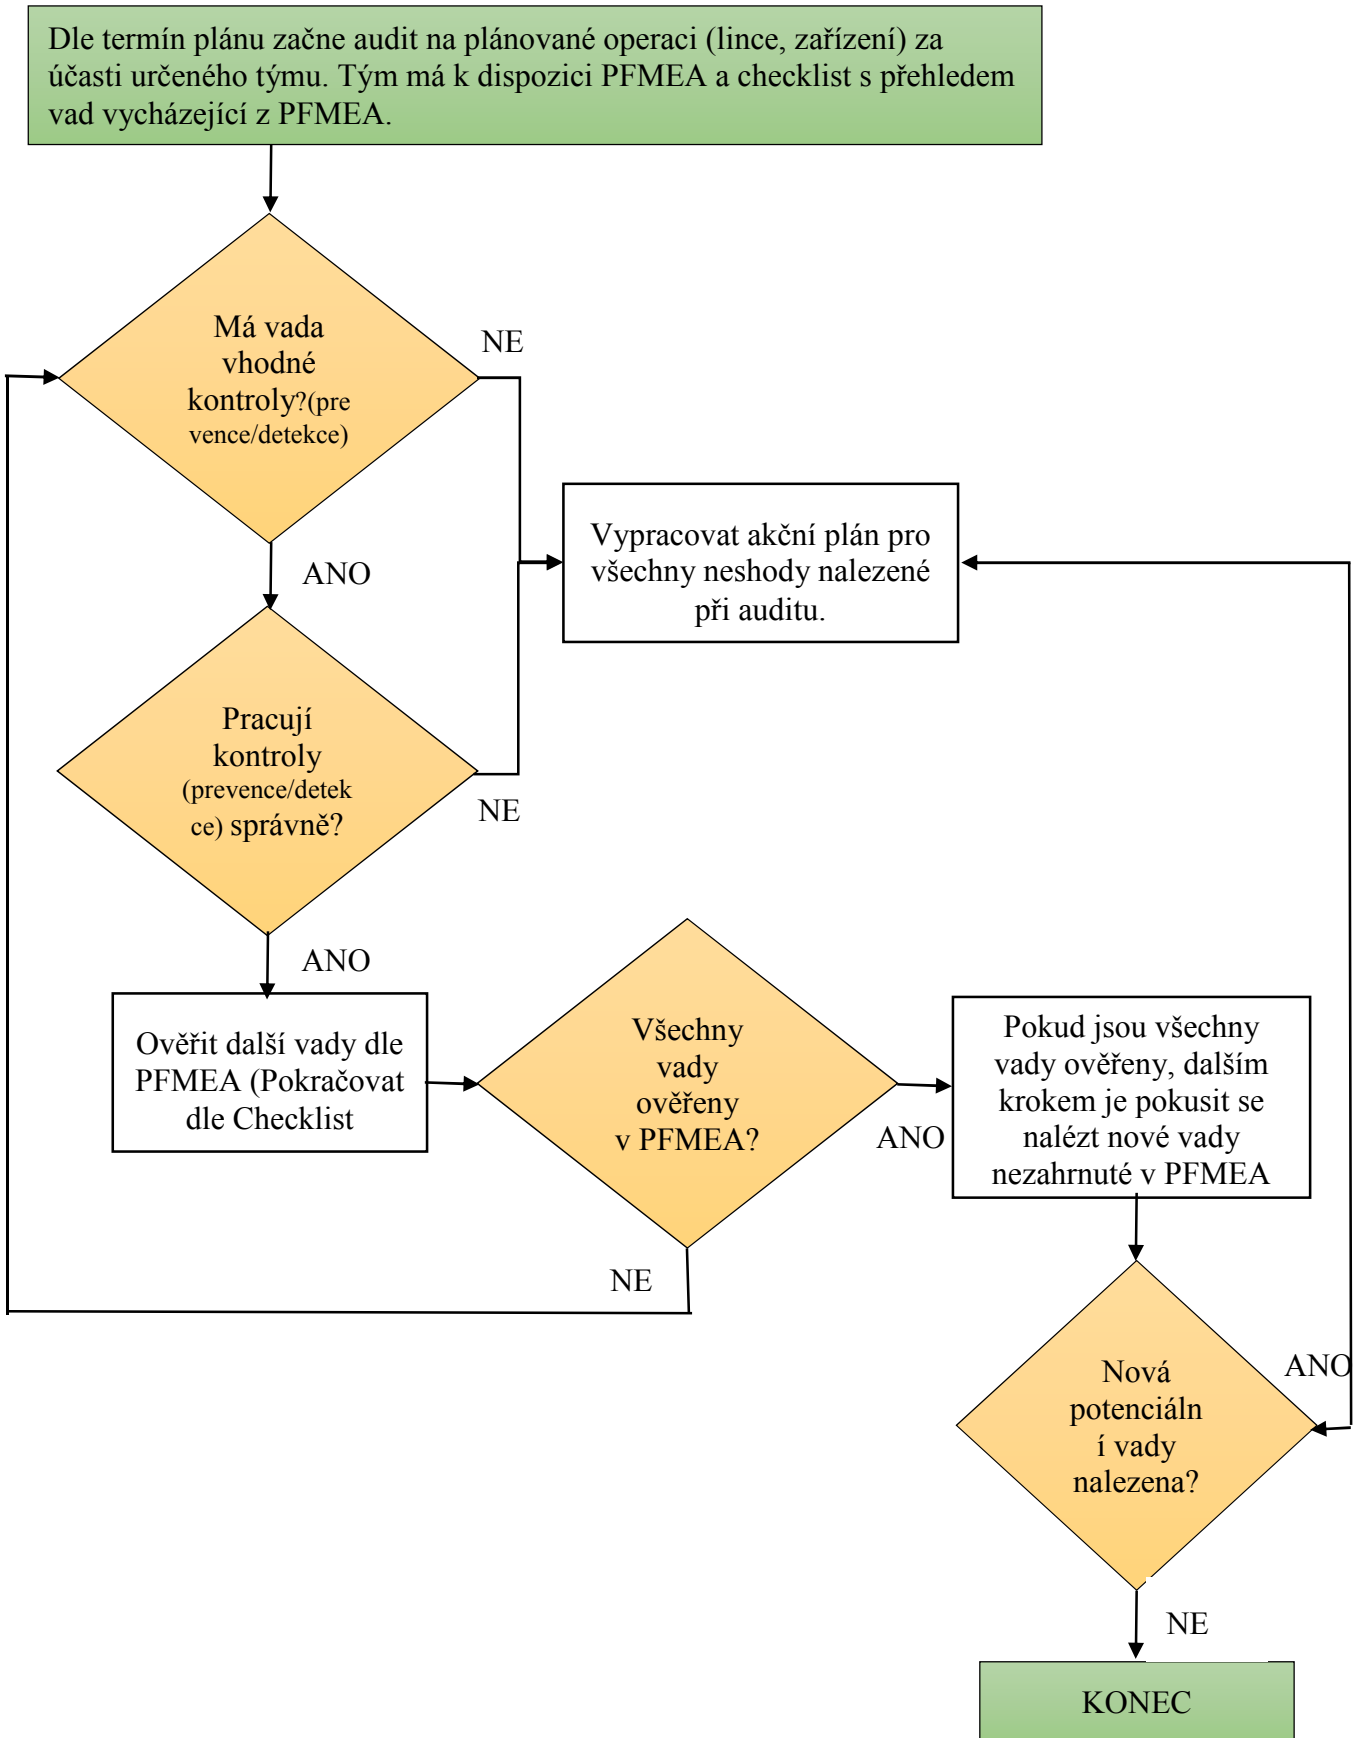 Dle termín plánu začne audit na plánované operaci (lince, zařízení) za
účasti určeného týmu. Tým má k dispozici PFMEA a checklist s přehledem
vad vycházející z PFMEA.
Má vada
vhodné
kontroly?(pre
vence/detekce)
NE
ANO
Vypracovat akční plán pro
všechny neshody nalezené
při auditu.
Pracují
kontroly
(prevence/detek
ce) správně?
NE
ANO
Ověřit další vady dle
PFMEA (Pokračovat
dle Checklist
Všechny
vady
ověřeny
v PFMEA?
ANO
NE
Pokud jsou všechny
vady ověřeny, dalším
krokem je pokusit se
nalézt nové vady
nezahrnuté v PFMEA
Nová
potenciáln
í vady
nalezena?
ANO
NE
KONEC